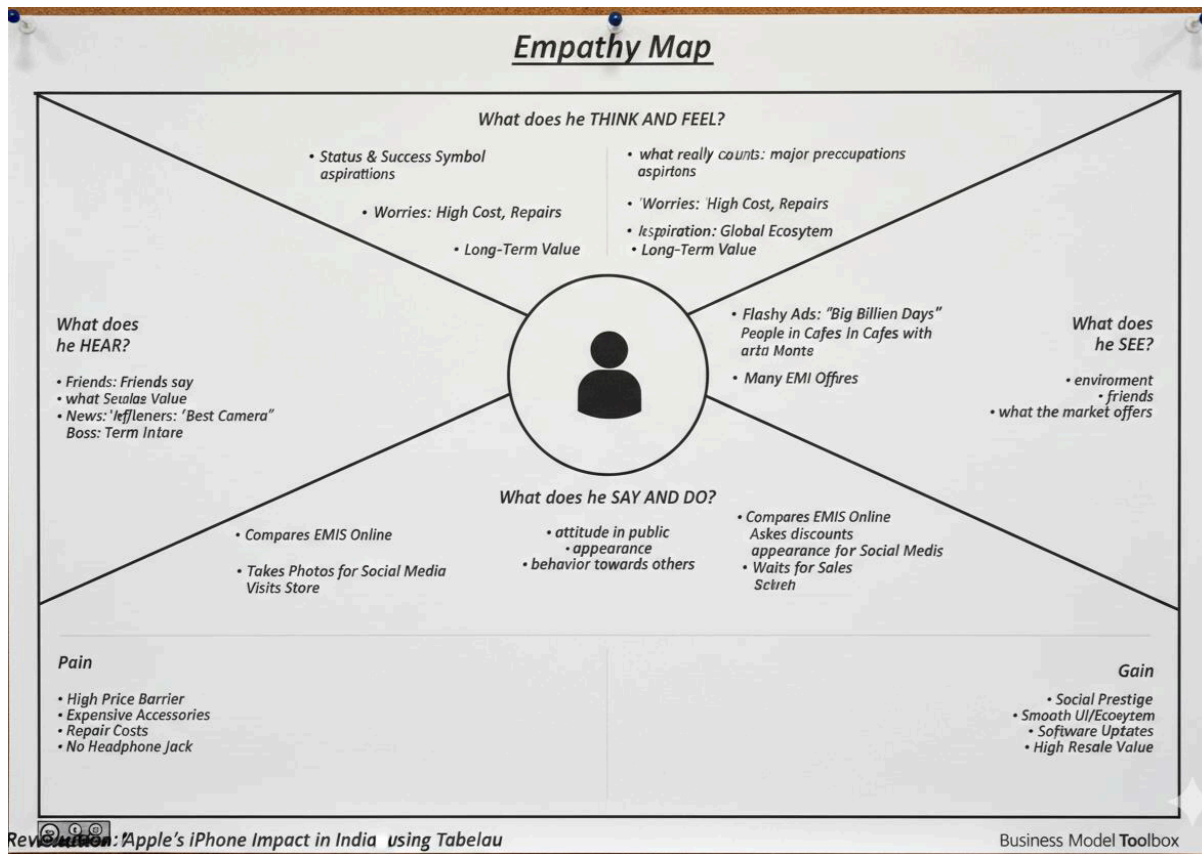 Empathy Map
What does he THINK AND FEEL?
• Status & Success Symbol
aspirattions
• Worries: High Cost, Repairs
• Long-Term Value
• what really counts: major preccupations
aspirtons
• 'Worries: 'High Cost, Repairs
• Global Ecosytem
• Long-Term Value
What does
he HEAR?
• Friends: Friends say
• what Value
• News: "Best Camera"
Boss: Term Intare
• Flashy Ads: "Big Billien Days"
People in Cafes In Cafes with
Monte
• Many EMI Offires
What does
he SEE?
• enviroment
• friends
• what the market offers
What does he SAY AND DO?
• Compares EMIS Online
• Takes Photos for Social Media
Visits Store
• attitude in public
• appearance
• behavior towards others
• Compares EMIS Online
Askes discounts
appearance for Social Medis
• Waits for Sales
Pain
• High Price Barrier
• Expensive Accessories
• Repair Costs
• No Headphone Jack
Gain
• Social Prestige
• Smooth UI/Ecoeytem
• Software Uptates
• High Resale Value
"Apple's iPhone Impact in India using Tabelau
Business Model Toolbox